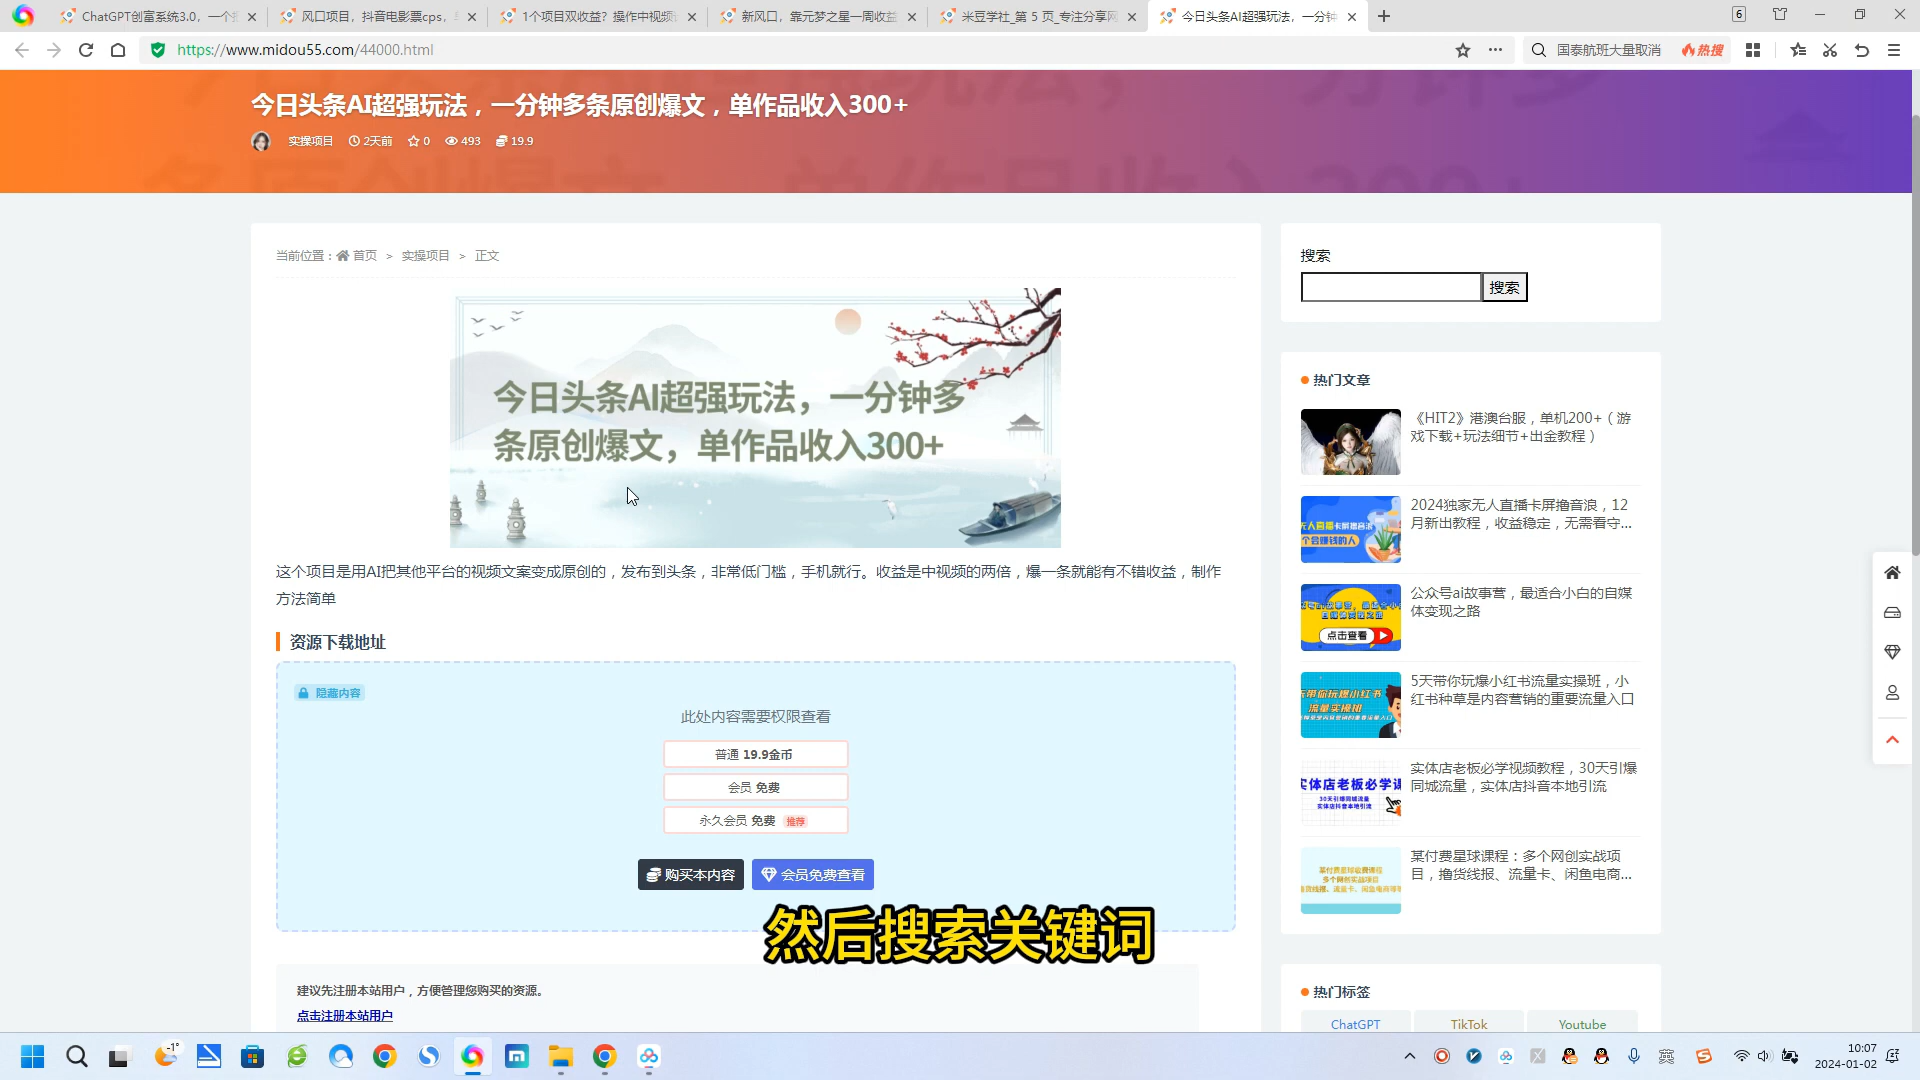 ChatGPT创富系统3.0，一个
风口项目，抖音电影票cps，
1个项目双收益？操作中视频
新风口，靠元梦之星一周收益
米豆学社_第 5 页_专注分享网
今日头条AI超强玩法，一分钟
6
https://www.midou55.com/44000.html
国泰航班大量取消
热搜
今日头条AI超强玩法，一分钟多条原创爆文，单作品收入300+
实操项目
2天前
0
493
19.9
当前位置：
首页 > 实操项目 > 正文
今日头条AI超强玩法，一分钟多
条原创爆文，单作品收入300+
这个项目是用AI把其他平台的视频文案变成原创的，发布到头条，非常低门槛，手机就行。收益是中视频的两倍，爆一条就能有不错收益，制作
方法简单
资源下载地址
隐藏内容
此处内容需要权限查看
普通 19.9金币
会员 免费
永久会员 免费 推荐
购买本内容
会员免费查看
然后搜索关键词
建议先注册本站用户，方便管理您购买的资源。
点击注册本站用户
搜索
搜索
热门文章
《HIT2》港澳台服，单机200+（游
戏下载+玩法细节+出金教程）
2024独家无人直播卡屏撸音浪，12
月新出教程，收益稳定，无需看守...
公众号ai故事营，最适合小白的自媒
体变现之路
点击查看
5天带你玩爆小红书流量实操班，小
红书种草是内容营销的重要流量入口
实体店老板必学视频教程，30天引爆
同城流量，实体店抖音本地引流
某付费星球课程：多个网创实战项
目，撸货线报、流量卡、闲鱼电商...
热门标签
ChatGPT
TikTok
Youtube
-1°
英
10:07
2024-01-02